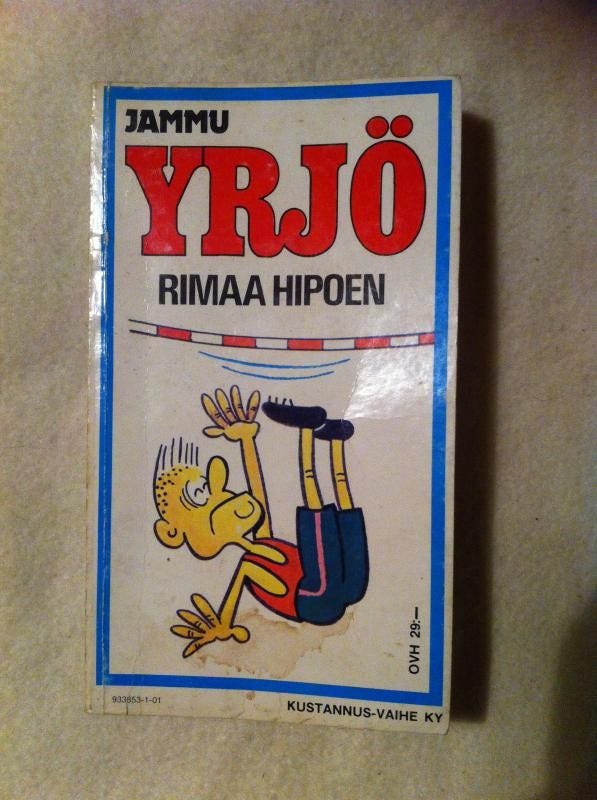 JAMMU
YRJÖ
RIMAA HIPOEN
OVH 29:—
933853-1-01
KUSTANNUS-VAIHE KY